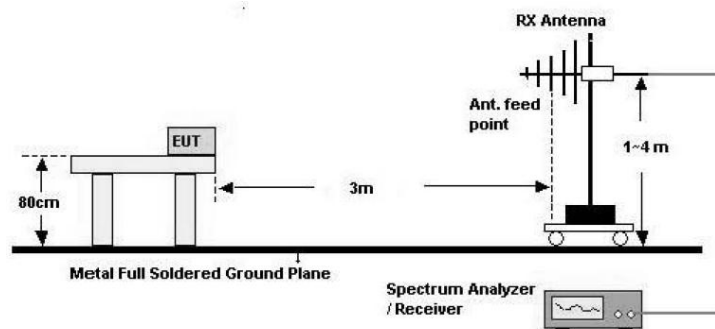 RX Antenna
Ant. feed
point
1~4 m
EUT
80cm
3m
Metal Full Soldered Ground Plane
Spectrum Analyzer
/ Receiver